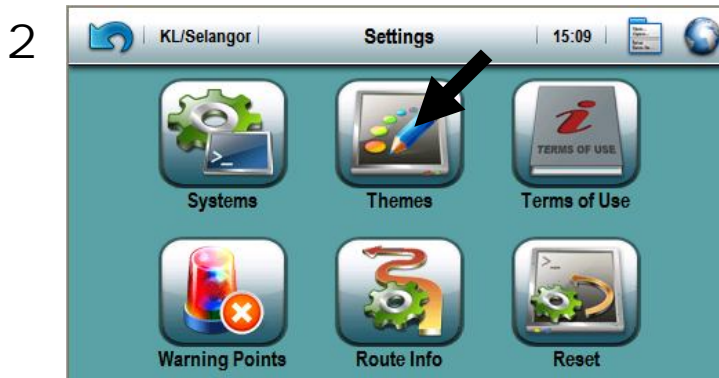 2
KL/Selangor Settings 15:09
>_ TERMS OF USE
Systems Themes Terms of Use
>_
Warning Points Route Info Reset